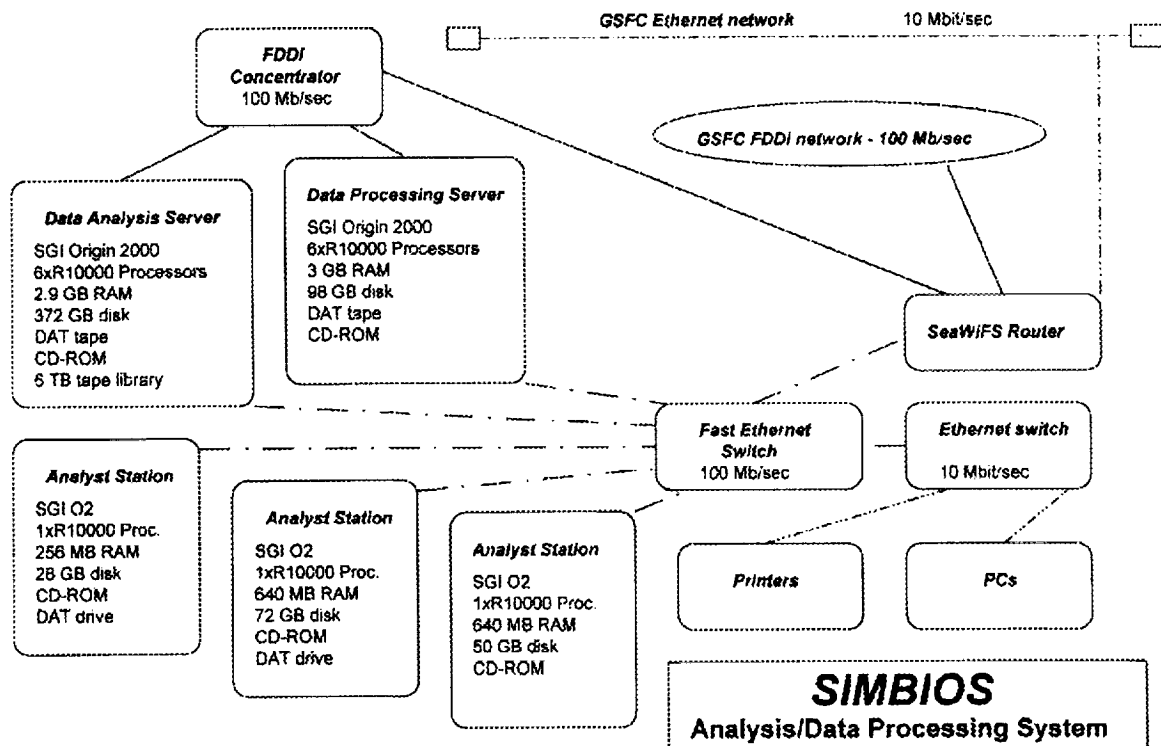 GSFC Ethernet network 10 Mbit/sec
FDDI
Concentrator
100 Mb/sec
GSFC FDDI network - 100 Mb/sec
Data Analysis Server
SGI Origin 2000
6xR10000 Processors
2.9 GB RAM
372 GB disk
DAT tape
CD-ROM
6 TB tape library
Data Processing Server
SGI Origin 2000
6xR10000 Processors
3 GB RAM
98 GB disk
DAT tape
CD-ROM
SeaWiFS Router
Fast Ethernet
Switch
100 Mb/sec
Ethernet switch
10 Mbit/sec
Analyst Station
SGI O2
1xR10000 Proc.
256 MB RAM
28 GB disk
CD-ROM
DAT drive
Analyst Station
SGI O2
1xR10000 Proc.
640 MB RAM
72 GB disk
CD-ROM
DAT drive
Analyst Station
SGI O2
1xR10000 Proc.
640 MB RAM
50 GB disk
CD-ROM
Printers
PCs
SIMBIOS
Analysis/Data Processing System